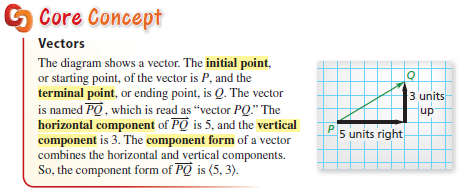 Core Concept
Vectors
The diagram shows a vector. The initial point,
or starting point, of the vector is P, and the
terminal point, or ending point, is Q. The vector
is named PQ⃗, which is read as “vector PQ.” The
horizontal component of PQ⃗ is 5, and the vertical
component is 3. The component form of a vector
combines the horizontal and vertical components.
So, the component form of PQ⃗ is ⟨5, 3⟩.
Q
3 units
up
P
5 units right